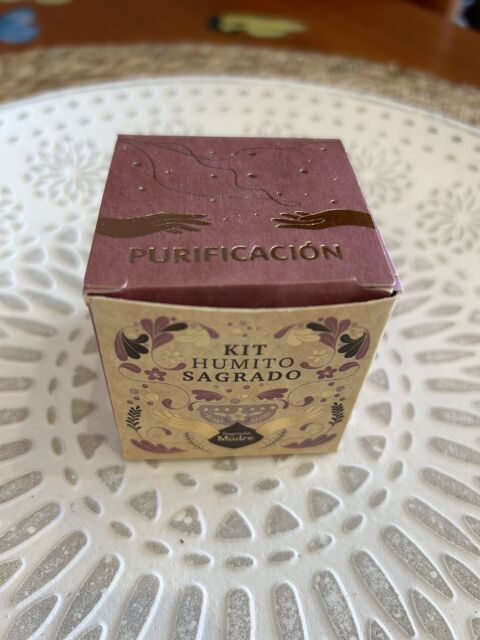 PURIFICACIÓN
KIT
HUMITO
SAGRADO
Sagrada
Madre